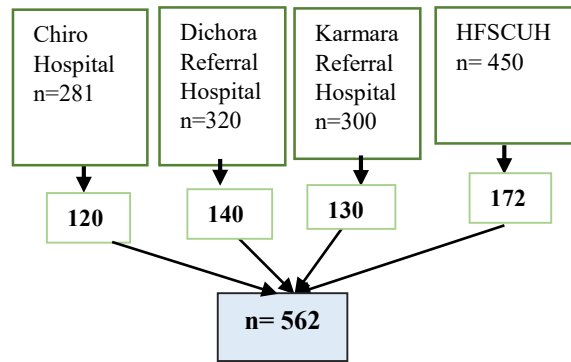 Chiro
Hospital
n=281
Dichora
Referral
Hospital
n=320
Karmara
Referral
Hospital
n=300
HFSCUH
n= 450
120
140
130
172
n= 562